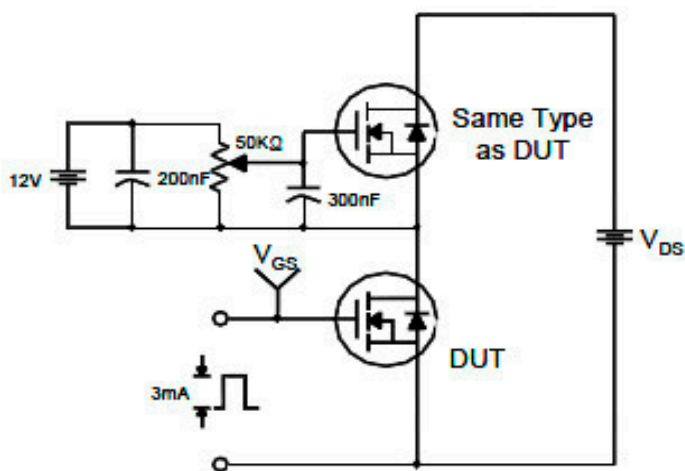 50KΩ
Same Type
as DUT
12V
200nF
300nF
VGS
VDS
DUT
3mA